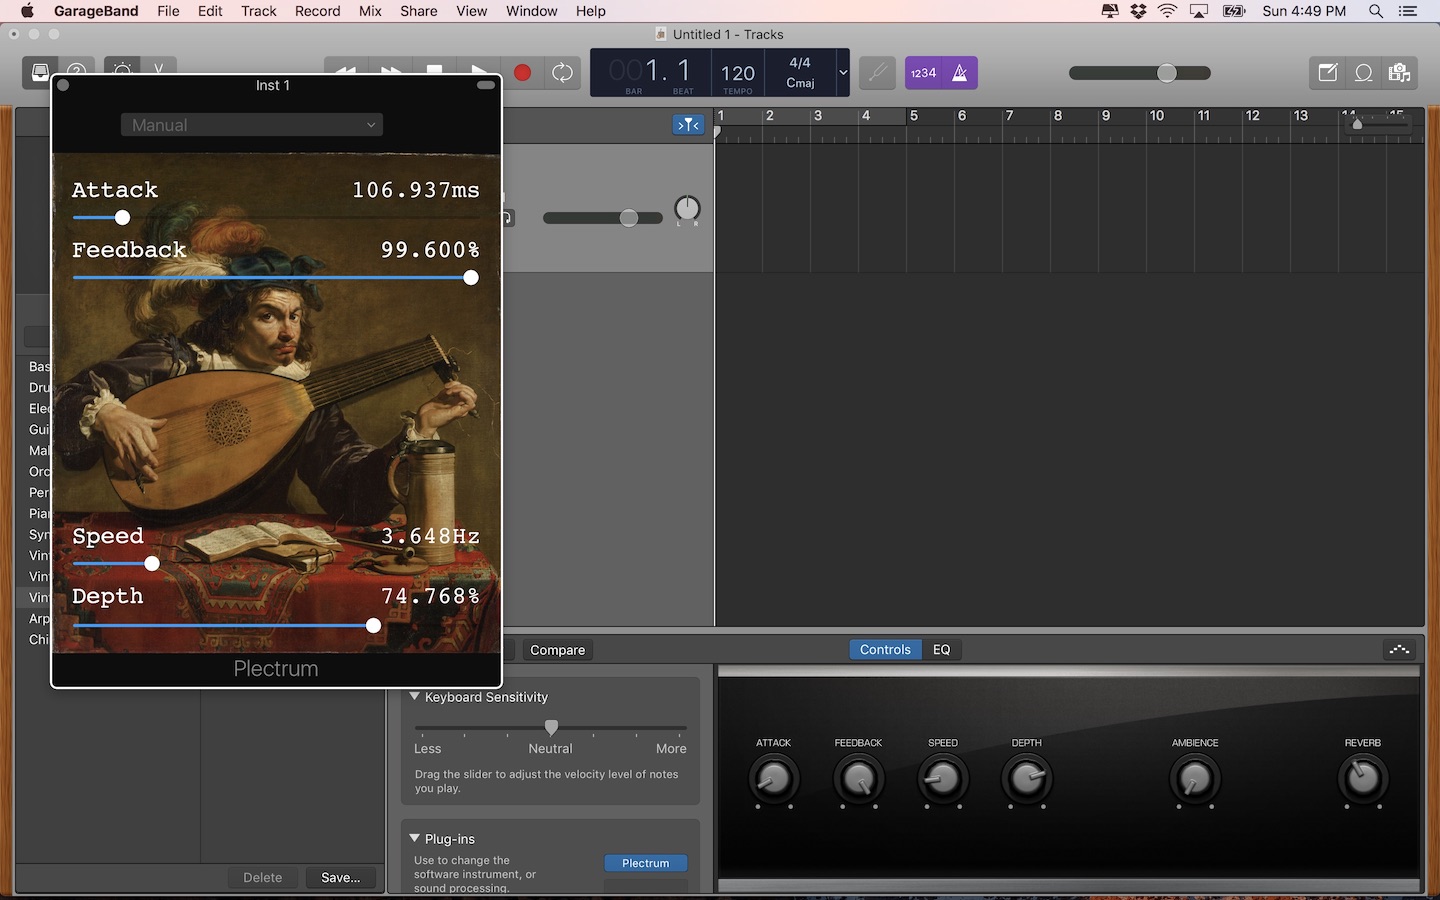 GarageBand File Edit Track Record Mix Share View Window Help Sun 4:49 PM
Untitled 1 - Tracks
001. 1 120 4/4 Cmaj
BAR BEAT TEMPO
1234
Inst 1
Manual
1 2 3 4 5 6 7 8 9 10 11 12 13 14 15
Attack 106.937ms
L R
Feedback 99.600%
Bas
Dru
Elec
Gui
Mal
Orc
Per
Pia
Syn
Vin
Vin
Vin
Arp
Chi
Speed 3.648Hz
Depth 74.768%
Plectrum
Compare
Controls EQ
Keyboard Sensitivity
Less Neutral More
Drag the slider to adjust the velocity level of notes
you play.
Plug-ins
Use to change the
software instrument, or
sound processing.
Plectrum
ATTACK FEEDBACK SPEED DEPTH AMBIENCE REVERB
Delete Save...